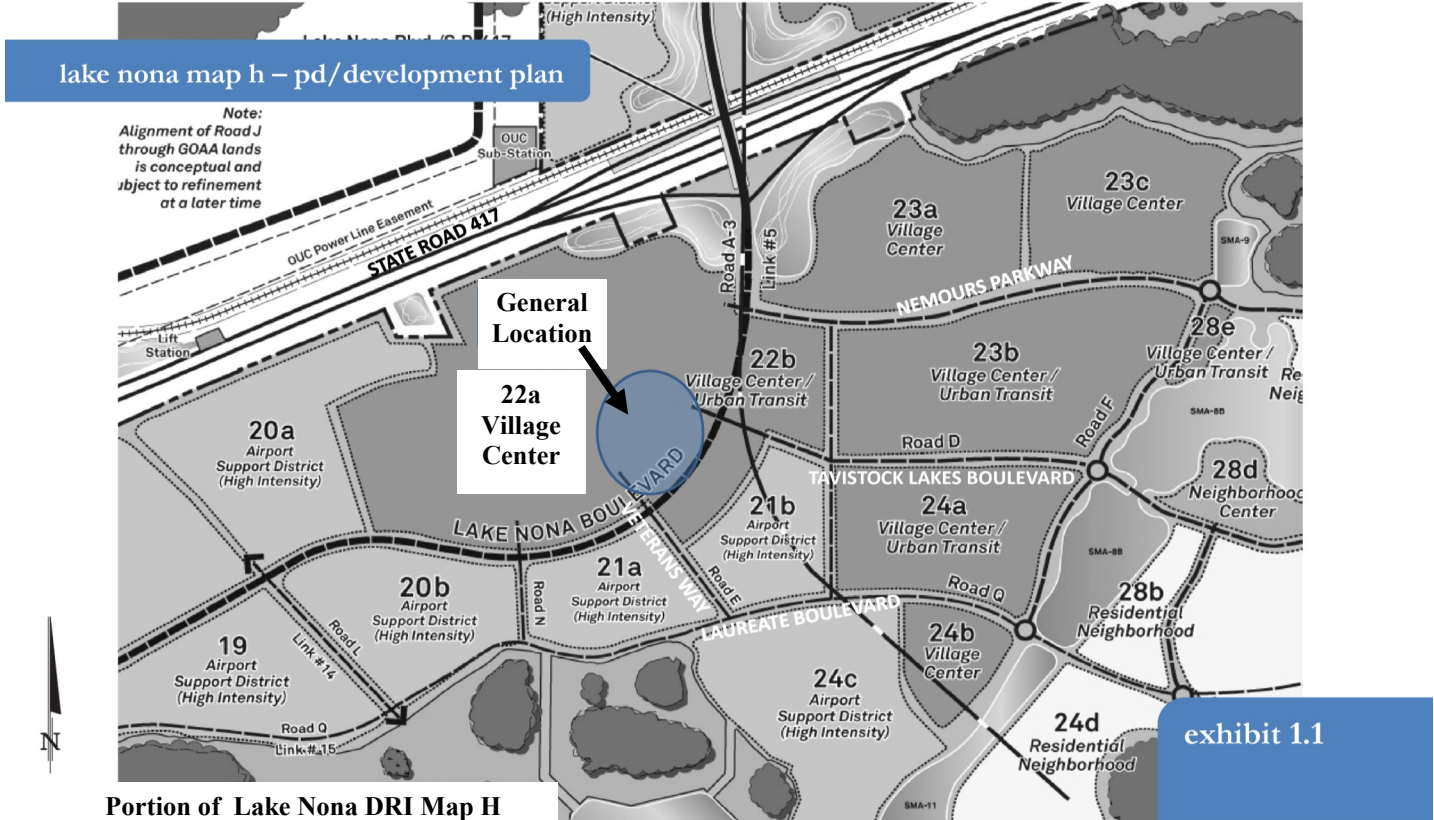 Support District
(High Intensity)
lake nona map h – pd/development plan
Note:
Alignment of Road J
through GOAA lands
is conceptual and
ubject to refinement
at a later time
OUC
Sub-Station
OUC Power Line Easement
STATE ROAD 417
Lift
Station
General
Location
22a
Village
Center
Road A-3
Link #5
23a
Village
Center
23c
Village Center
SMA-9
NEMOURS PARKWAY
22b
Village Center /
Urban Transit
23b
Village Center /
Urban Transit
28e
Village Center /
Urban Transit
Re
Neig
SMA-8B
Road F
Road D
TAVISTOCK LAKES BOULEVARD
20a
Airport
Support District
(High Intensity)
LAKE NONA BOULEVARD
VETERANS WAY
Road E
21b
Airport
Support District
(High Intensity)
24a
Village Center /
Urban Transit
28d
Neighborhood
Center
SMA-8B
20b
Airport
Support District
(High Intensity)
Road N
21a
Airport
Support District
(High Intensity)
Road Q
LAUREATE BOULEVARD
28b
Residential
Neighborhood
19
Airport
Support District
(High Intensity)
Road L
Link #14
Road Q
Link # 15
24b
Village
Center
24c
Airport
Support District
(High Intensity)
24d
Residential
Neighborhood
SMA-11
N
exhibit 1.1
Portion of Lake Nona DRI Map H